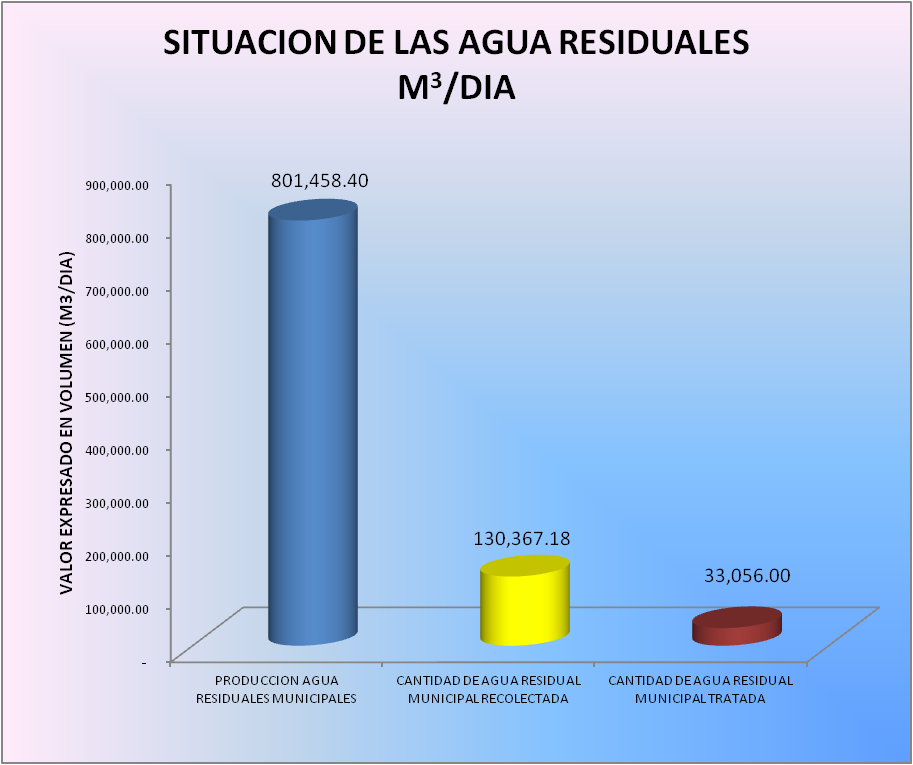 SITUACION DE LAS AGUA RESIDUALES
M³/DIA
VALOR EXPRESADO EN VOLUMEN (M3/DIA)
900,000.00
800,000.00
700,000.00
600,000.00
500,000.00
400,000.00
300,000.00
200,000.00
100,000.00
-
801,458.40
130,367.18
33,056.00
PRODUCCION AGUA
RESIDUALES MUNICIPALES
CANTIDAD DE AGUA RESIDUAL
MUNICIPAL RECOLECTADA
CANTIDAD DE AGUA RESIDUAL
MUNICIPAL TRATADA